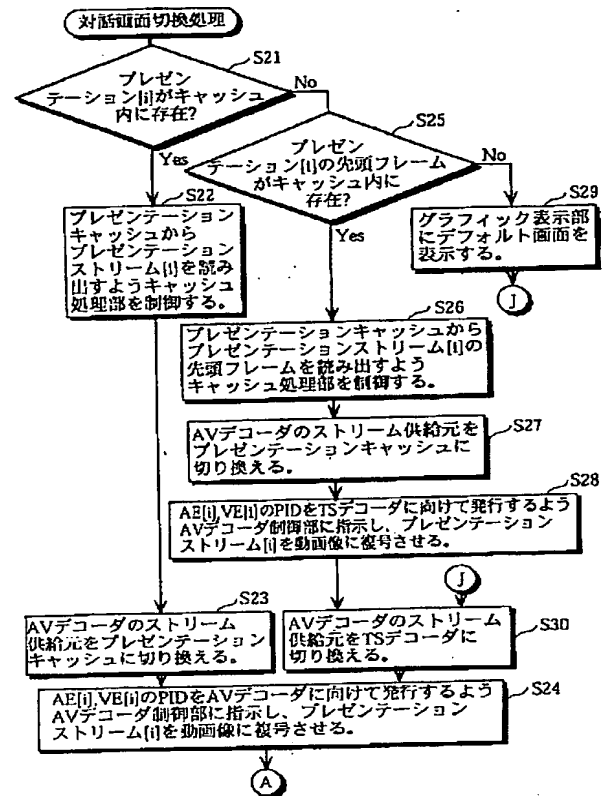 対話画面切換処理
S21
プレゼン
テーション[i]がキャッシュ
内に存在?
No
Yes
S25
プレゼン
テーション[i]の先頭フレーム
がキャッシュ内に
存在?
No
Yes
S22
プレゼンテーション
キャッシュから
プレゼンテーション
ストリーム[i]を読み
出すようキャッシュ
処理部を制御する。
S29
グラフィック表示部
にデフォルト画面を
表示する。
J
S26
プレゼンテーションキャッシュから
プレゼンテーションストリーム[i]の
先頭フレームを読み出すよう
キャッシュ処理部を制御する。
S27
AVデコーダのストリーム供給元を
プレゼンテーションキャッシュに
切り換える。
S28
AE[i],VE[i]のPIDをTSデコーダに向けて発行するよう
AVデコーダ制御部に指示し、プレゼンテーション
ストリーム[i]を動画像に復号させる。
J
S23
AVデコーダのストリーム
供給元をプレゼンテーション
キャッシュに切り換える。
S30
AVデコーダのストリーム
供給元をTSデコーダに
切り換える。
S24
AE[i],VE[i]のPIDをAVデコーダに向けて発行するよう
AVデコーダ制御部に指示し、プレゼンテーション
ストリーム[i]を動画像に復号させる。
A